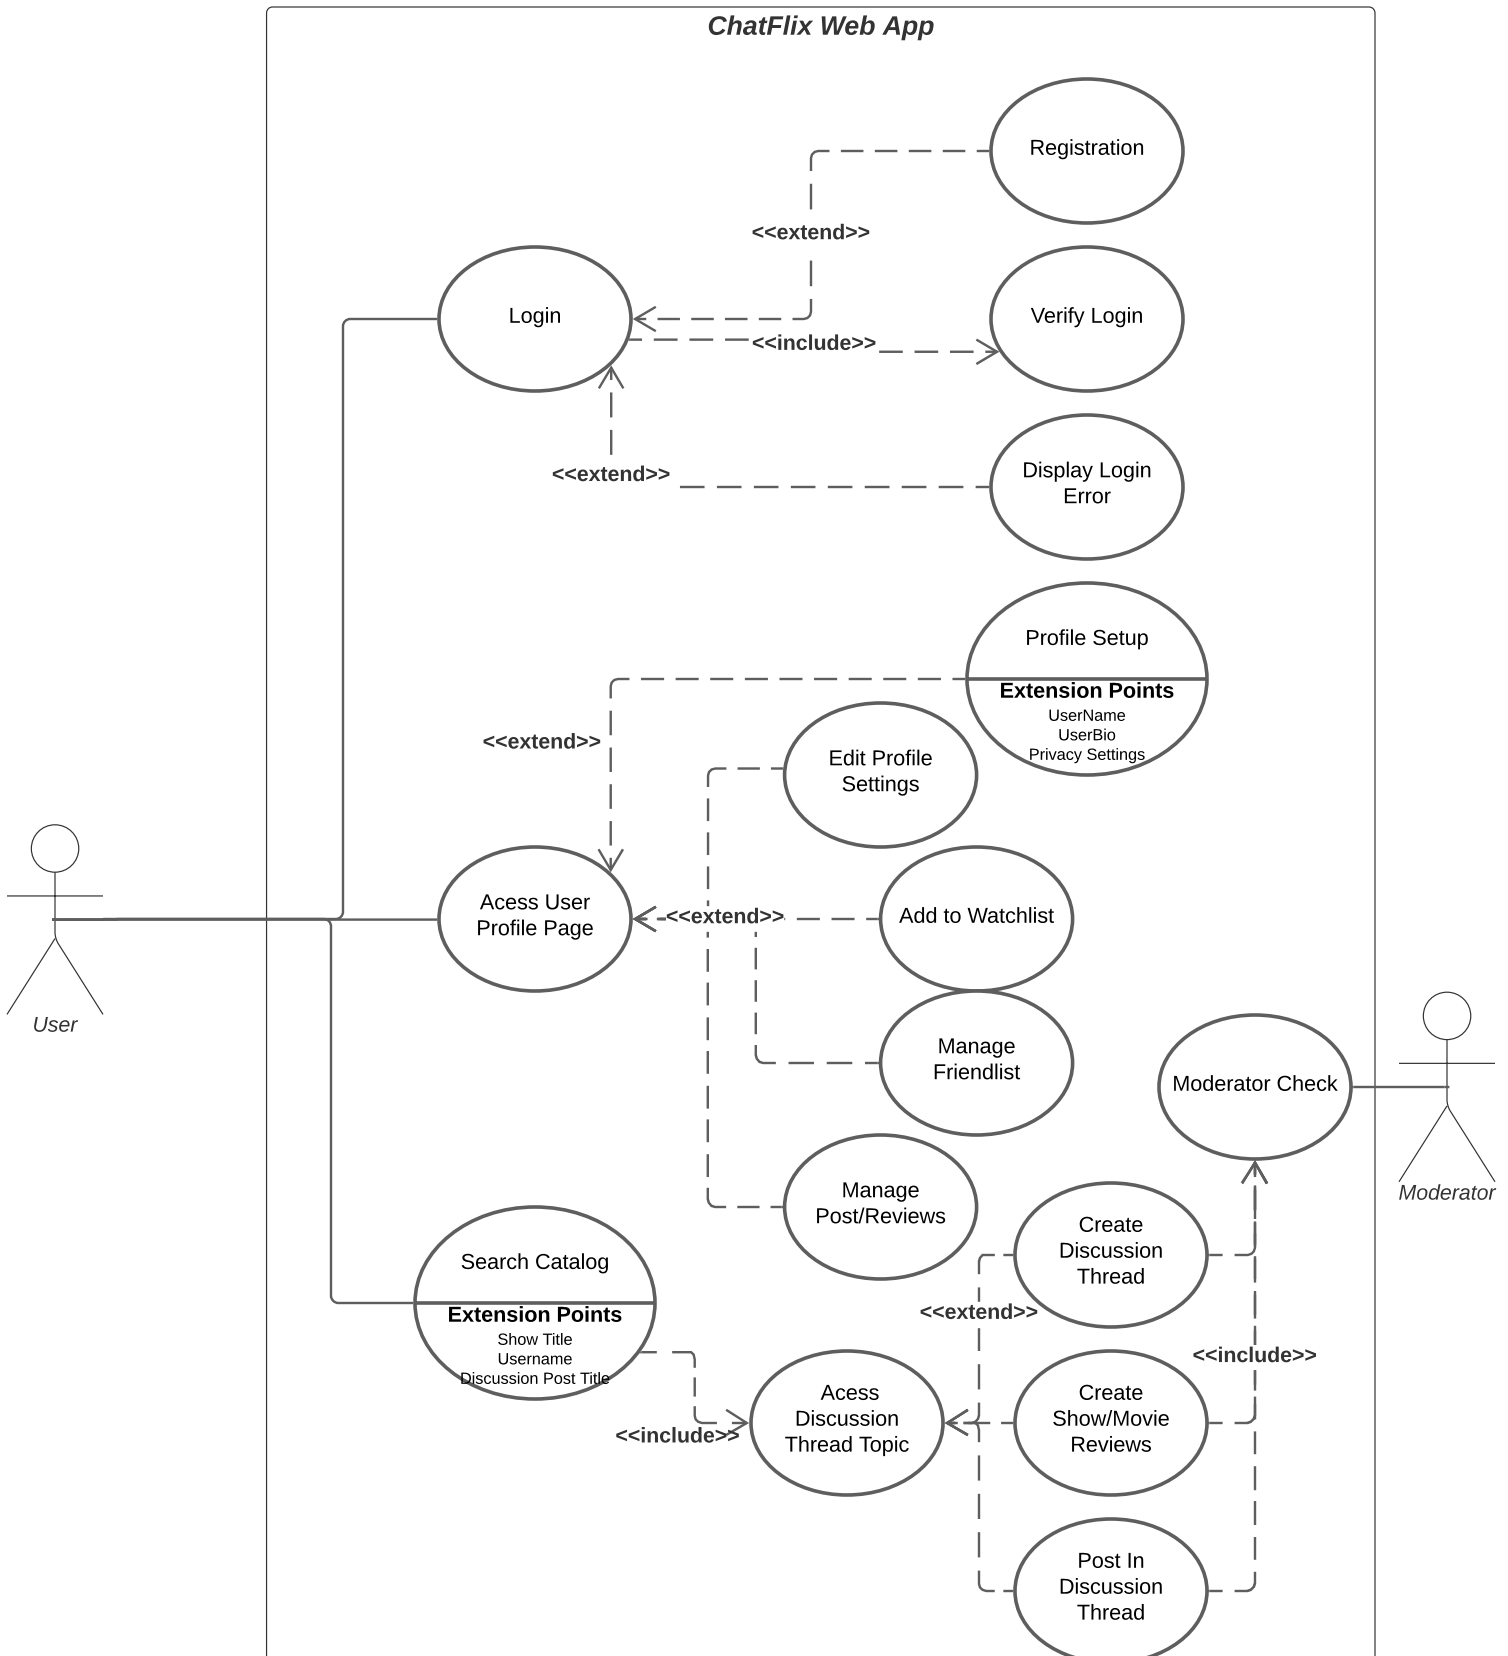 ChatFlix Web App
Registration
<<extend>>
Login
Verify Login
<<include>>
Display Login
Error
<<extend>>
Profile Setup
Extension Points
UserName
UserBio
Privacy Settings
<<extend>>
Edit Profile
Settings
Acess User
Profile Page
<<extend>>
Add to Watchlist
User
Manage
Friendlist
Moderator Check
Moderator
Manage
Post/Reviews
Search Catalog
Extension Points
Show Title
Username
Discussion Post Title
Create
Discussion
Thread
<<extend>>
<<include>>
<<include>>
Acess
Discussion
Thread Topic
Create
Show/Movie
Reviews
Post In
Discussion
Thread